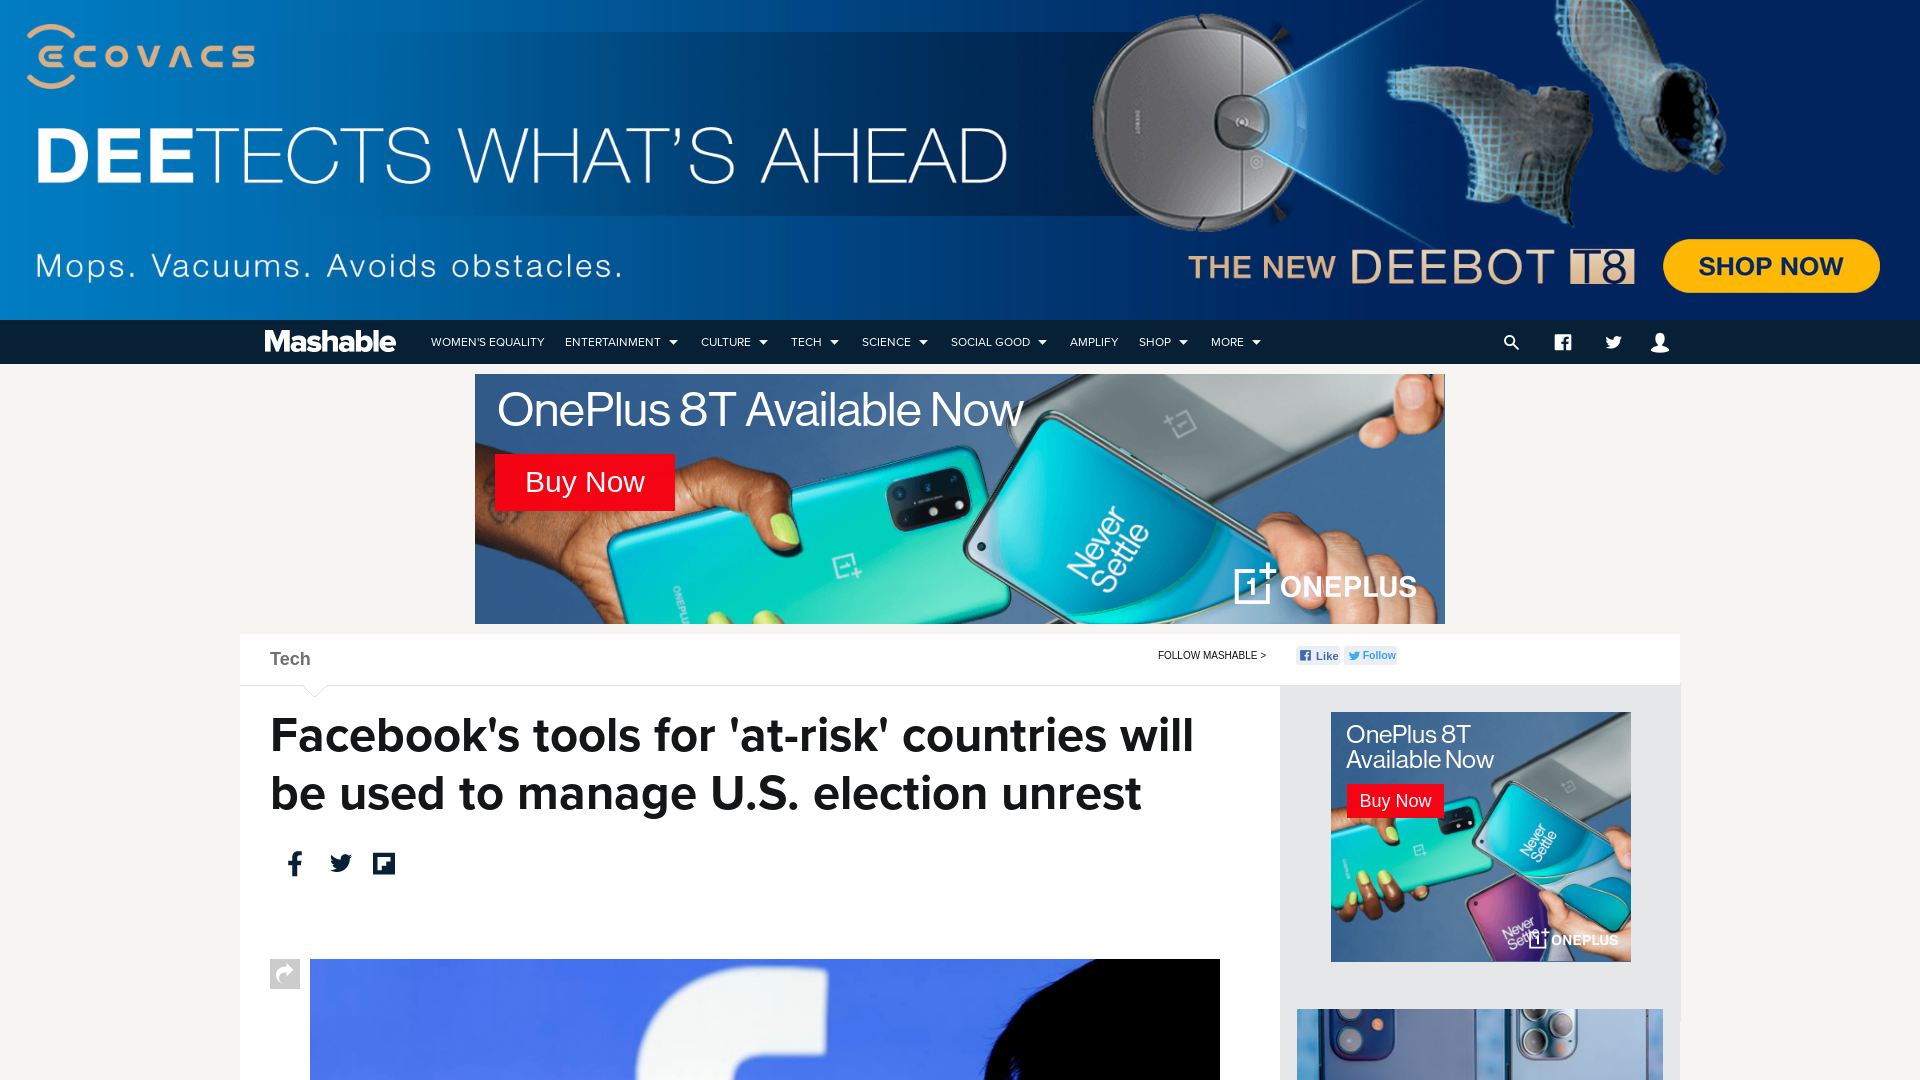 ECOVACS
DEETECTS WHAT'S AHEAD
Mops. Vacuums. Avoids obstacles.
THE NEW DEEBOT T8
SHOP NOW
Mashable
WOMEN'S EQUALITY
ENTERTAINMENT
CULTURE
TECH
SCIENCE
SOCIAL GOOD
AMPLIFY
SHOP
MORE
OnePlus 8T Available Now
Buy Now
Never
Settle
ONEPLUS
Tech
FOLLOW MASHABLE >
Like
Follow
Facebook's tools for 'at-risk' countries will
be used to manage U.S. election unrest
OnePlus 8T
Available Now
Buy Now
Never
Settle
Never
Settle
ONEPLUS